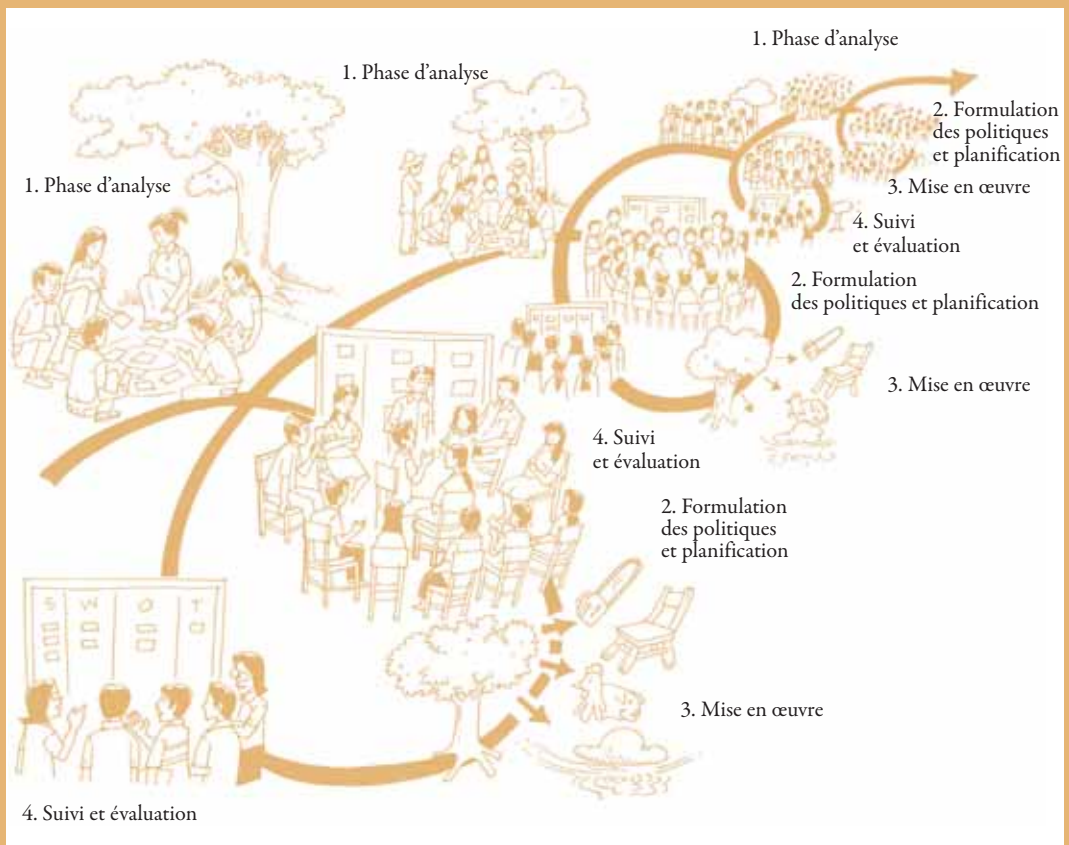 1. Phase d'analyse
1. Phase d'analyse
1. Phase d'analyse
2. Formulation
des politiques
et planification
3. Mise en œuvre
4. Suivi
et évaluation
2. Formulation
des politiques et planification
3. Mise en œuvre
4. Suivi
et évaluation
2. Formulation
des politiques
et planification
S W O T
3. Mise en œuvre
4. Suivi et évaluation